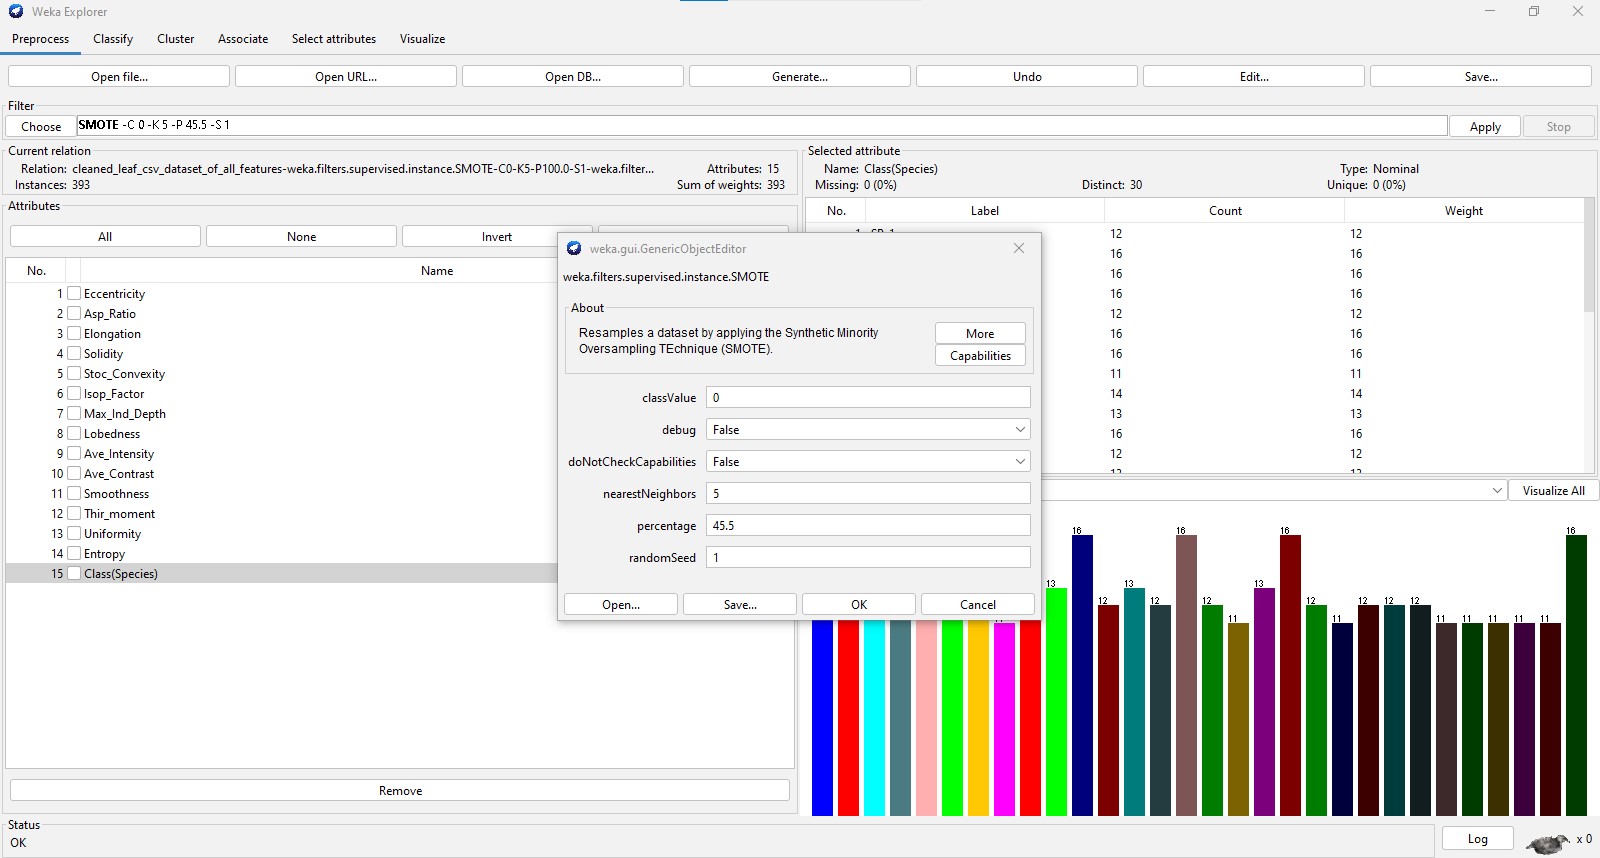 Weka Explorer
Preprocess Classify Cluster Associate Select attributes Visualize
Open file... Open URL... Open DB... Generate... Undo Edit... Save...
Filter
Choose SMOTE -C 0 -K 5 -P 45.5 -S 1 Apply Stop
Current relation
Relation: cleaned_leaf_csv_dataset_of_all_features-weka.filters.supervised.instance.SMOTE-C0-K5-P100.0-S1-weka.filter... Attributes: 15
Instances: 393 Sum of weights: 393
Attributes
All None Invert
No. Name
1 Eccentricity
2 Asp_Ratio
3 Elongation
4 Solidity
5 Stoc_Convexity
6 Isop_Factor
7 Max_Ind_Depth
8 Lobedness
9 Ave_Intensity
10 Ave_Contrast
11 Smoothness
12 Thir_moment
13 Uniformity
14 Entropy
15 Class(Species)
Remove
Selected attribute
Name: Class(Species) Type: Nominal
Missing: 0 (0%) Distinct: 30 Unique: 0 (0%)
No. Label Count Weight
12 12
16 16
16 16
16 16
12 12
16 16
16 16
11 11
14 14
13 13
16 16
12 12
12 12
weka.gui.GenericObjectEditor
weka.filters.supervised.instance.SMOTE
About
Resamples a dataset by applying the Synthetic Minority
Oversampling TEchnique (SMOTE).
More
Capabilities
classValue 0
debug False
doNotCheckCapabilities False
nearestNeighbors 5
percentage 45.5
randomSeed 1
Open... Save... OK Cancel
Visualize All
13 16 12 13 12 16 12 11 13 16 12 11 12 12 12 11 11 11 11 11 16
Status
OK
Log x 0